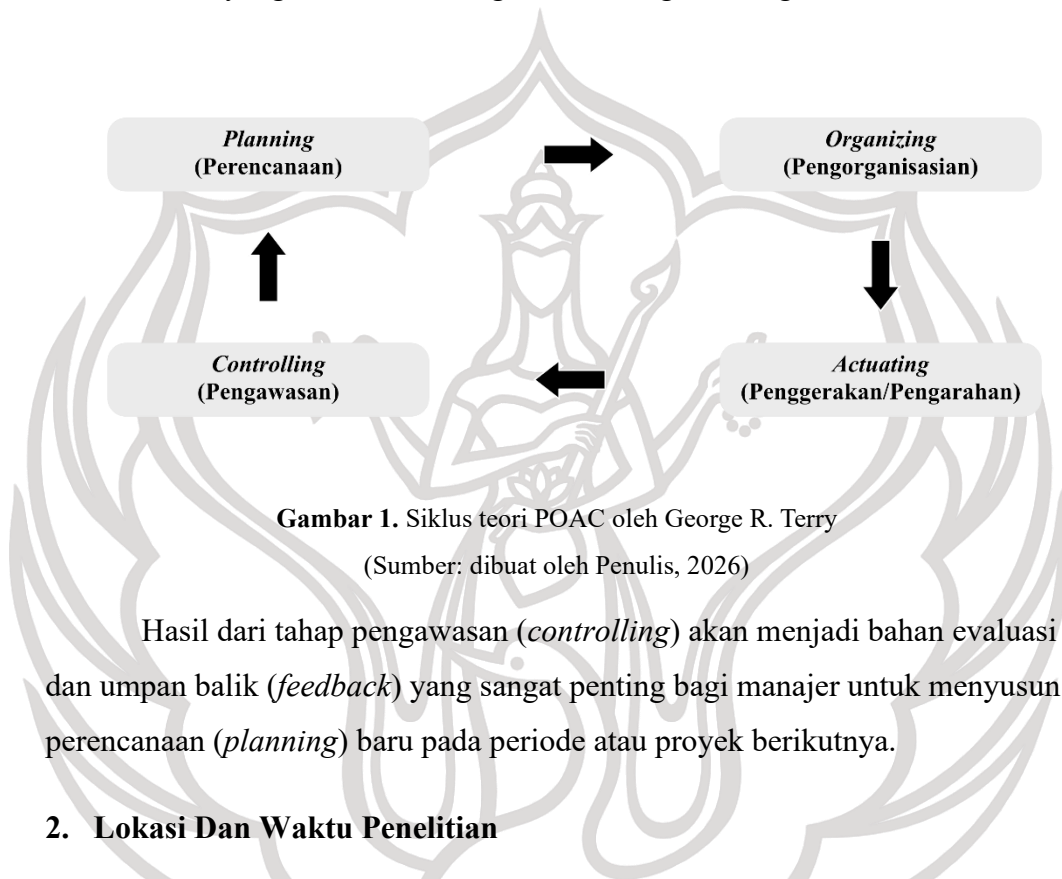 Planning
(Perencanaan)
Organizing
(Pengorganisasian)
Controlling
(Pengawasan)
Actuating
(Penggerakan/Pengarahan)
Gambar 1. Siklus teori POAC oleh George R. Terry
(Sumber: dibuat oleh Penulis, 2026)
Hasil dari tahap pengawasan (controlling) akan menjadi bahan evaluasi
dan umpan balik (feedback) yang sangat penting bagi manajer untuk menyusun
perencanaan (planning) baru pada periode atau proyek berikutnya.
2. Lokasi Dan Waktu Penelitian